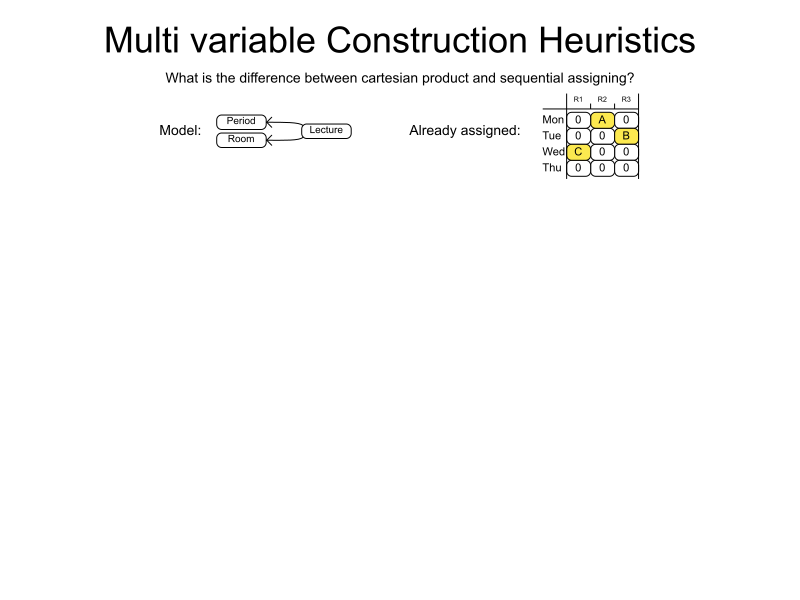 Multi variable Construction Heuristics
What is the difference between cartesian product and sequential assigning?
Model:
Period
Room
Lecture
Already assigned:
R1 R2 R3
Mon 0 A 0
Tue 0 0 B
Wed C 0 0
Thu 0 0 0